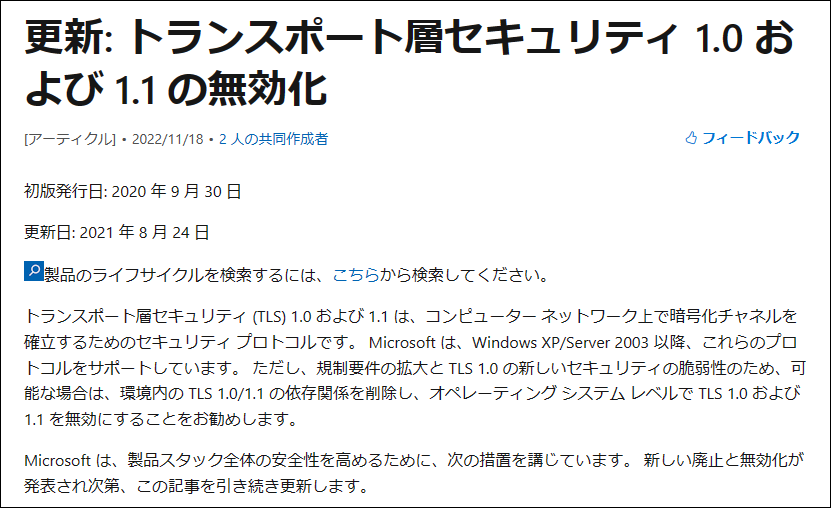 更新: トランスポート層セキュリティ 1.0 お
よび 1.1 の無効化
[アーティクル] • 2022/11/18 • 2 人の共同作成者
フィードバック
初版発行日: 2020 年 9 月 30 日
更新日: 2021 年 8 月 24 日
製品のライフサイクルを検索するには、こちらから検索してください。
トランスポート層セキュリティ (TLS) 1.0 および 1.1 は、コンピューター ネットワーク上で暗号化チャネルを
確立するためのセキュリティ プロトコルです。 Microsoft は、Windows XP/Server 2003 以降、これらのプロ
トコルをサポートしています。 ただし、規制要件の拡大と TLS 1.0 の新しいセキュリティの脆弱性のため、可
能な場合は、環境内の TLS 1.0/1.1 の依存関係を削除し、オペレーティング システム レベルで TLS 1.0 および
1.1 を無効にすることをお勧めします。
Microsoft は、製品スタック全体の安全性を高めるために、次の措置を講じています。 新しい廃止と無効化が
発表され次第、この記事を引き続き更新します。